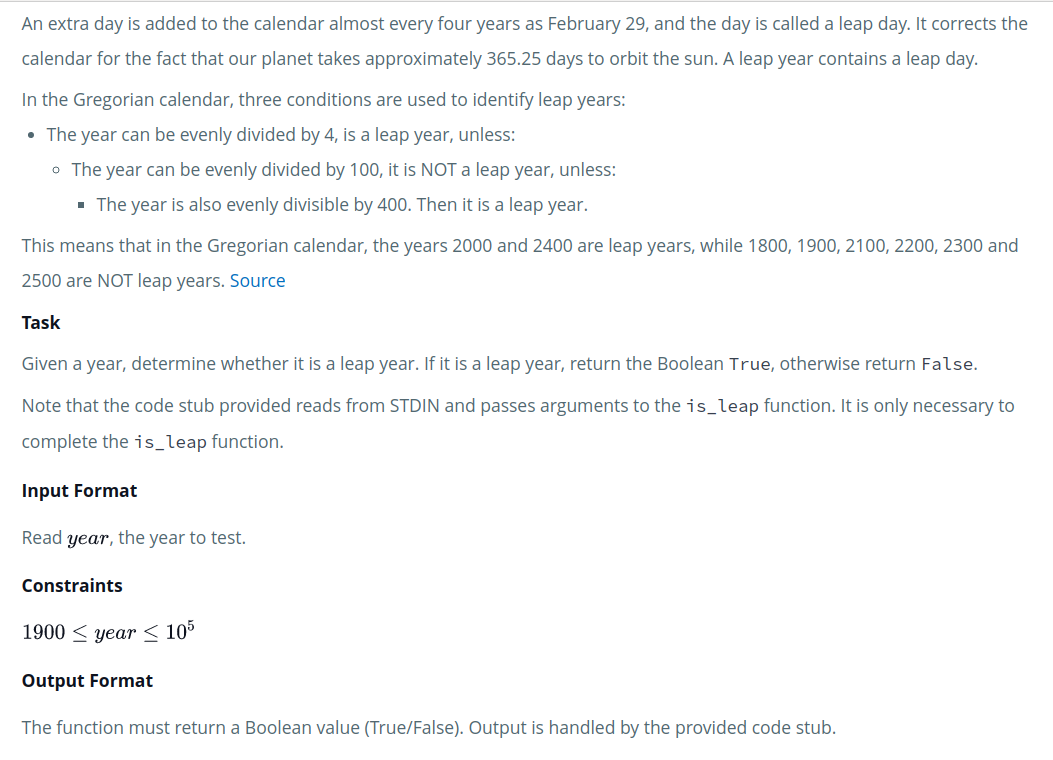 An extra day is added to the calendar almost every four years as February 29, and the day is called a leap day. It corrects the
calendar for the fact that our planet takes approximately 365.25 days to orbit the sun. A leap year contains a leap day.
In the Gregorian calendar, three conditions are used to identify leap years:
• The year can be evenly divided by 4, is a leap year, unless:
◦ The year can be evenly divided by 100, it is NOT a leap year, unless:
▪ The year is also evenly divisible by 400. Then it is a leap year.
This means that in the Gregorian calendar, the years 2000 and 2400 are leap years, while 1800, 1900, 2100, 2200, 2300 and
2500 are NOT leap years. Source
Task
Given a year, determine whether it is a leap year. If it is a leap year, return the Boolean True, otherwise return False.
Note that the code stub provided reads from STDIN and passes arguments to the is_leap function. It is only necessary to
complete the is_leap function.
Input Format
Read year, the year to test.
Constraints
1900 ≤ year ≤ 10⁵
Output Format
The function must return a Boolean value (True/False). Output is handled by the provided code stub.